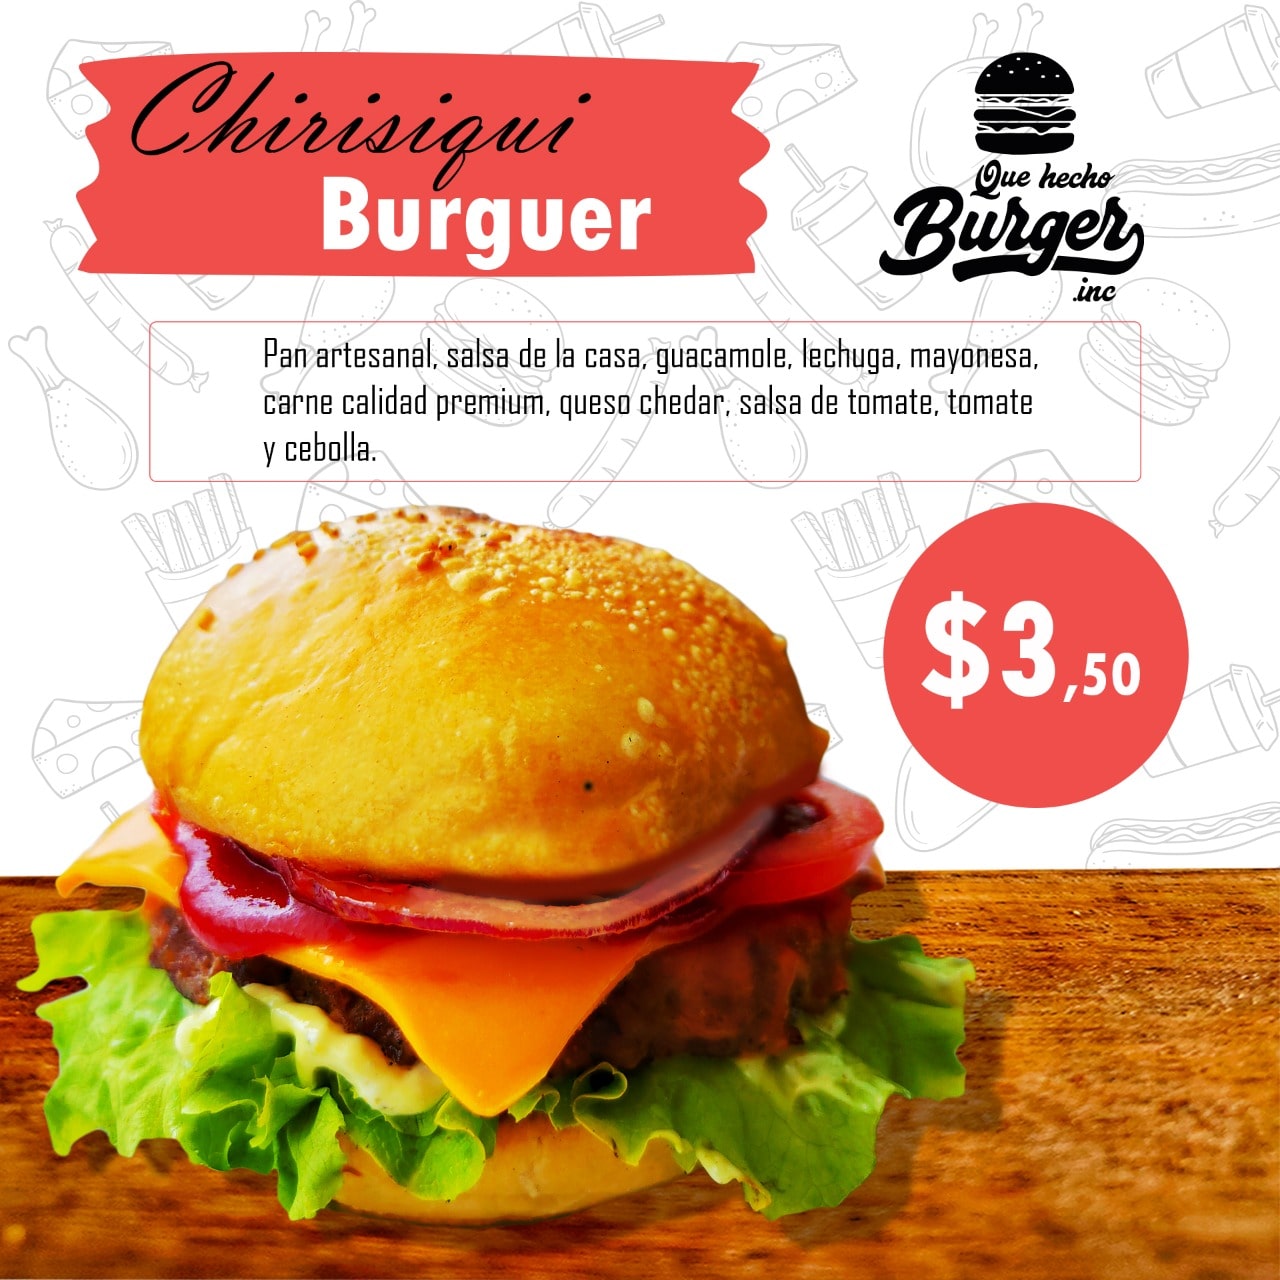 Chirisiqui
Burguer
Que hecho
Burger
.inc
Pan artesanal, salsa de la casa, guacamole, lechuga, mayonesa,
carne calidad premium, queso chedar, salsa de tomate, tomate
y cebolla.
$3,50